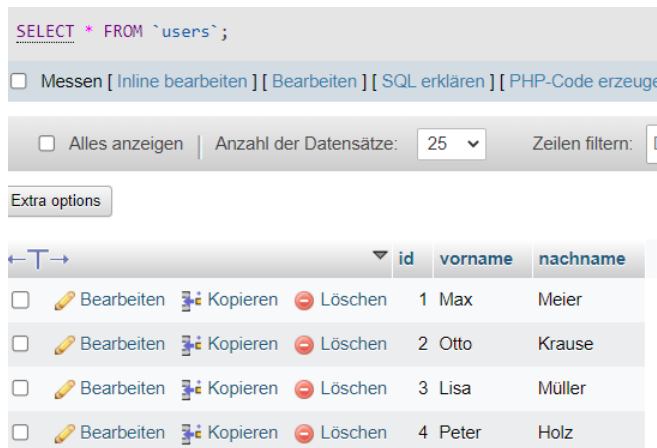 SELECT * FROM `users`;
Messen [ Inline bearbeiten ] [ Bearbeiten ] [ SQL erklären ] [ PHP-Code
Alles anzeigen | Anzahl der Datensätze: 25 Zeilen filtern:
Extra options
←T→ id vorname nachname
Bearbeiten Kopieren Löschen 1 Max Meier
Bearbeiten Kopieren Löschen 2 Otto Krause
Bearbeiten Kopieren Löschen 3 Lisa Müller
Bearbeiten Kopieren Löschen 4 Peter Holz